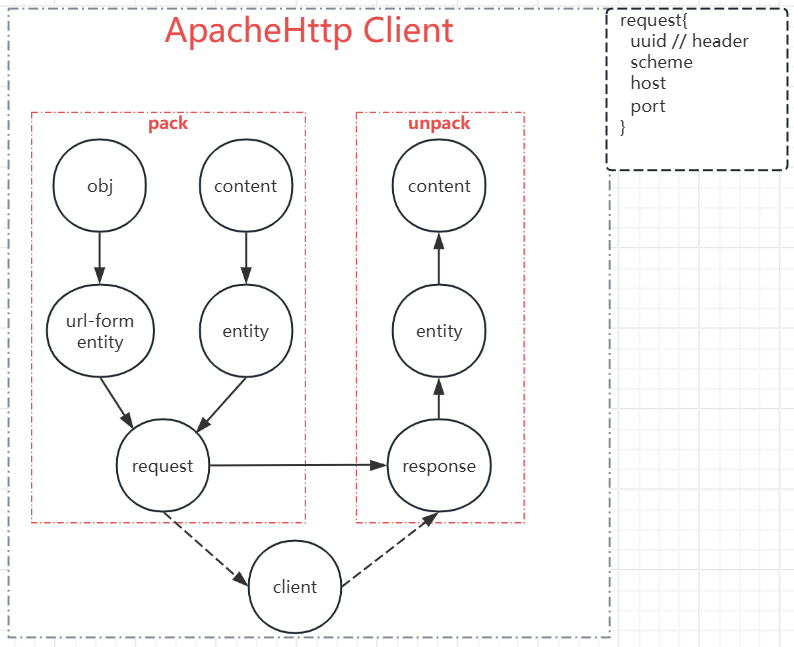 ApacheHttp Client
request{
uuid // header
scheme
host
port
}
pack
unpack
obj
content
content
url-form
entity
entity
entity
request
response
client